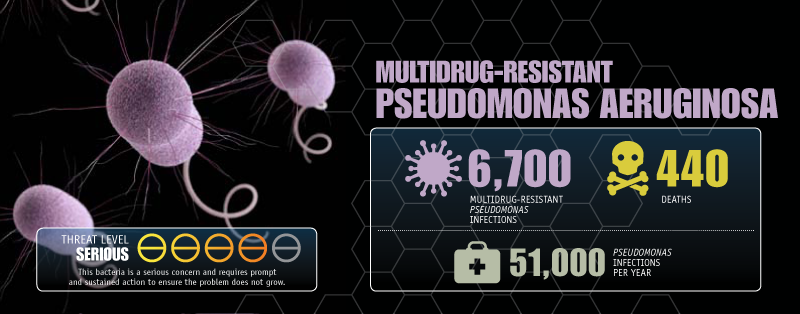 MULTIDRUG-RESISTANT
PSEUDOMONAS AERUGINOSA
6,700
MULTIDRUG-RESISTANT
PSEUDOMONAS
INFECTIONS
440
DEATHS
51,000
PSEUDOMONAS
INFECTIONS
PER YEAR
THREAT LEVEL
SERIOUS
This bacteria is a serious concern and requires prompt
and sustained action to ensure the problem does not grow.